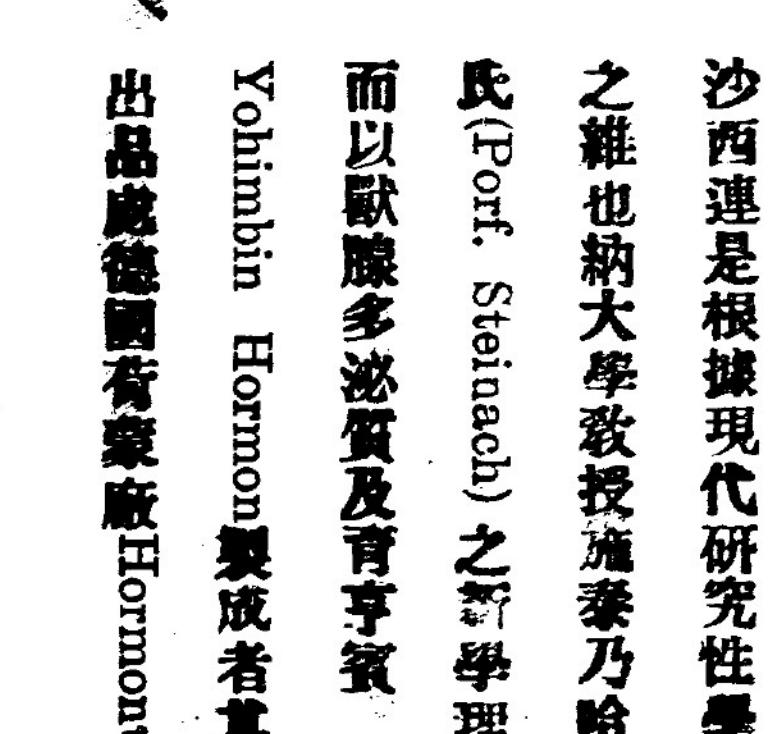 沙西連是根據現代研究性學
之維也納大學敎授施泰乃哈
氏(Porf. Steinach)之新學理
而以獸腺多泌質及育亨賓
Yohimbin Hormon製成者其
出品處德國荷蒙廠Hormon